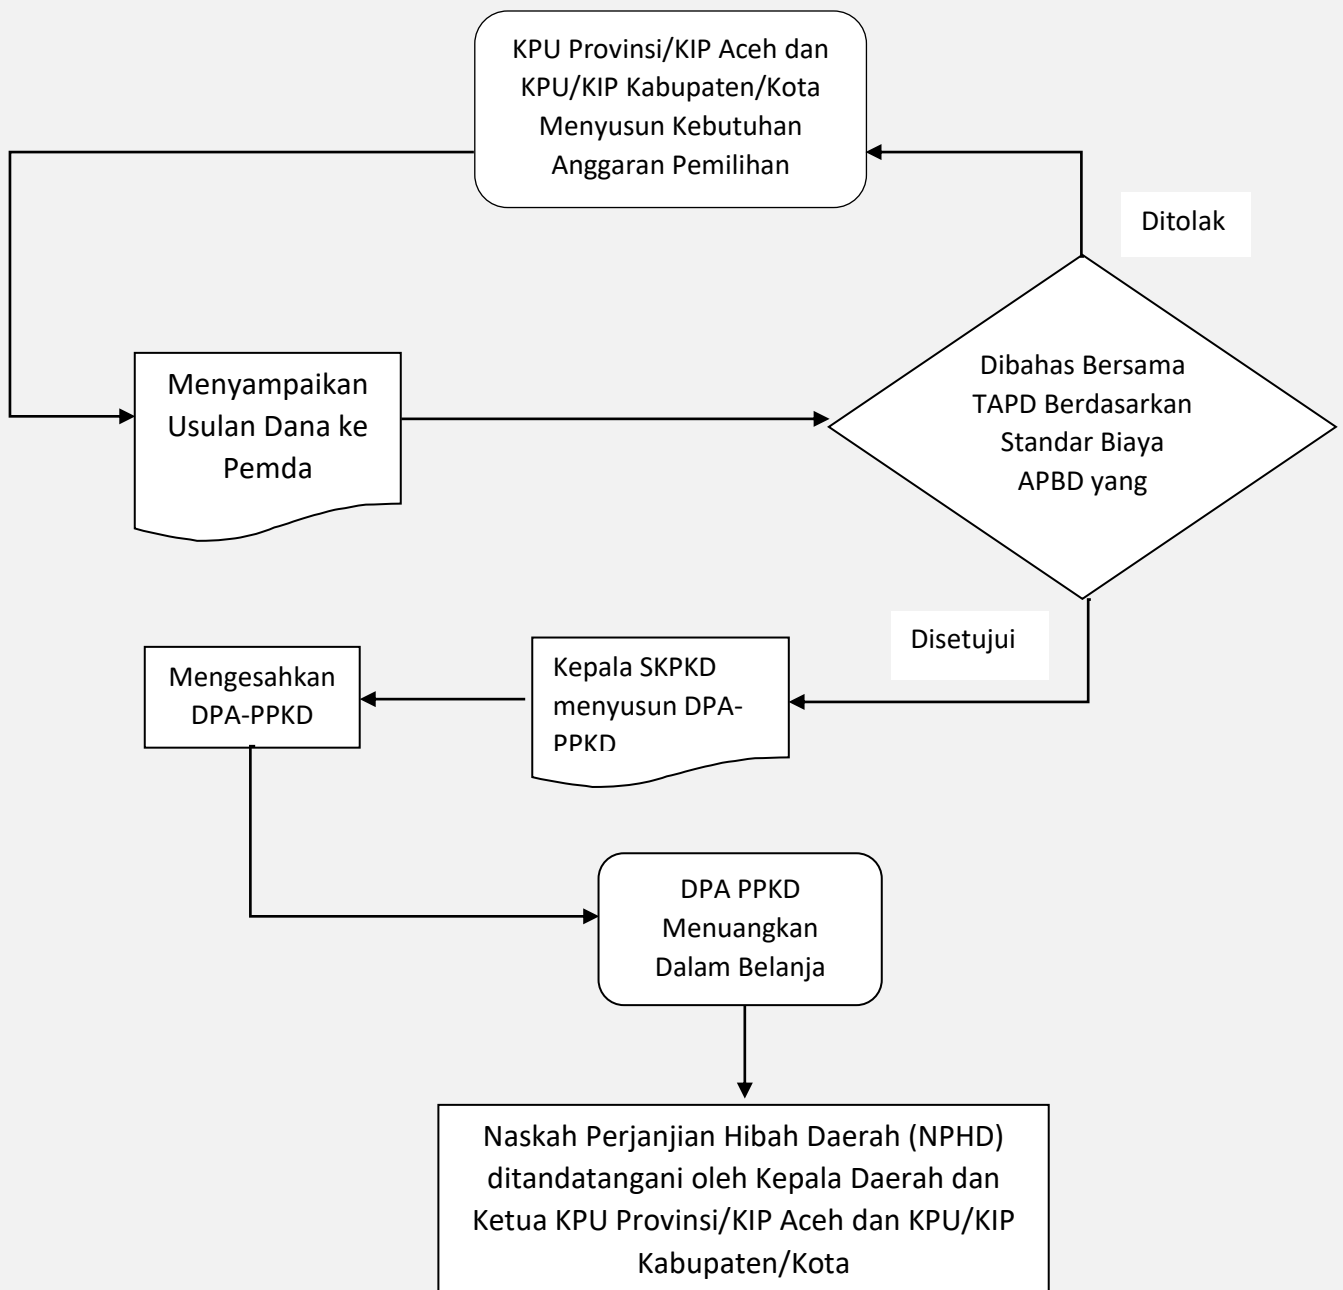 KPU Provinsi/KIP Aceh dan
KPU/KIP Kabupaten/Kota
Menyusun Kebutuhan
Anggaran Pemilihan
Ditolak
Menyampaikan
Usulan Dana ke
Pemda
Dibahas Bersama
TAPD Berdasarkan
Standar Biaya
APBD yang
Disetujui
Mengesahkan
DPA-PPKD
Kepala SKPKD
menyusun DPA-
PPKD
DPA PPKD
Menuangkan
Dalam Belanja
Naskah Perjanjian Hibah Daerah (NPHD)
ditandatangani oleh Kepala Daerah dan
Ketua KPU Provinsi/KIP Aceh dan KPU/KIP
Kabupaten/Kota